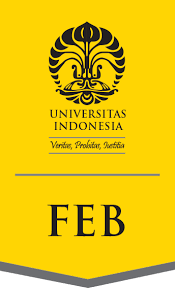 UNIVERSITAS
INDONESIA
Veritas, Probitas, Iustitia
FEB